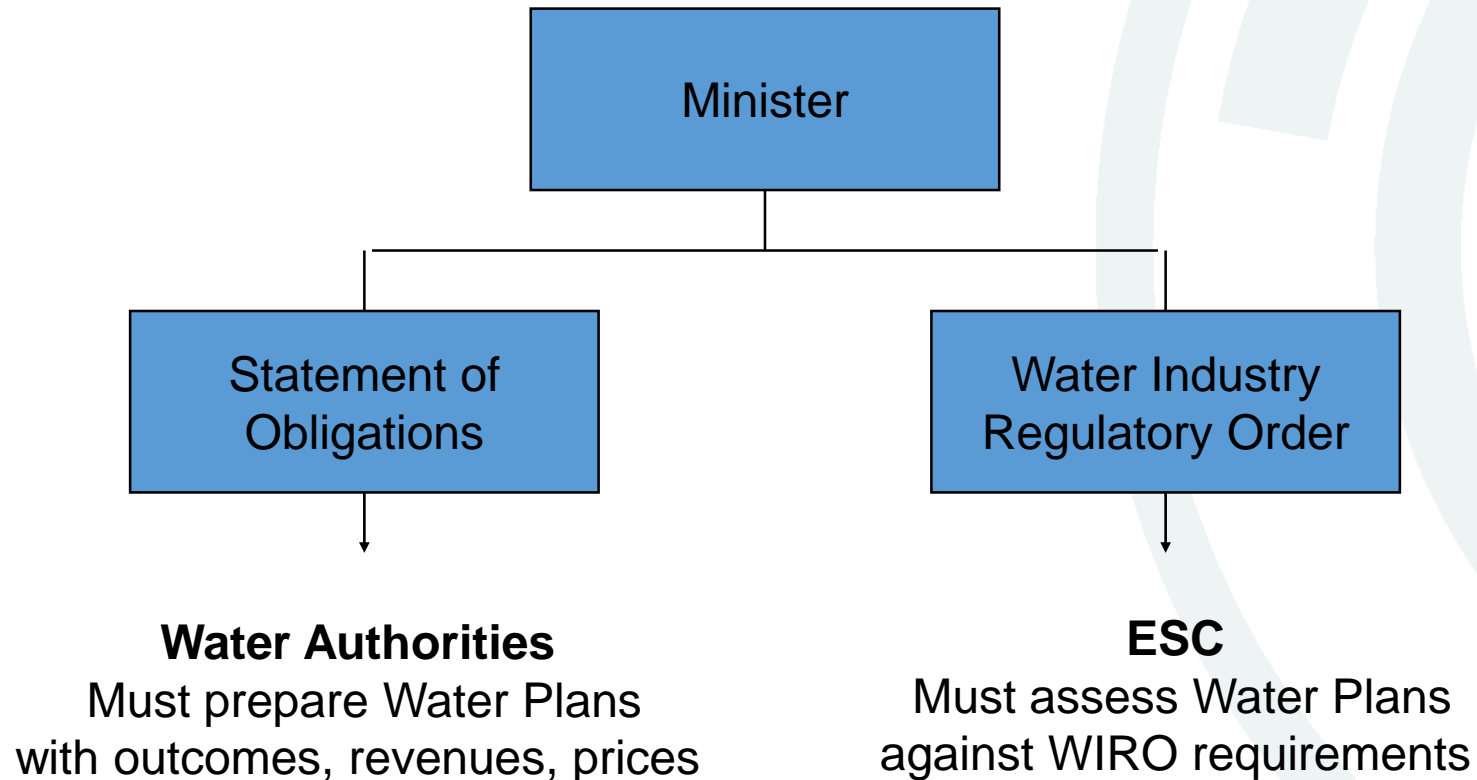 Minister
Statement of
Obligations
Water Industry
Regulatory Order
Water Authorities
Must prepare Water Plans
with outcomes, revenues, prices
ESC
Must assess Water Plans
against WIRO requirements